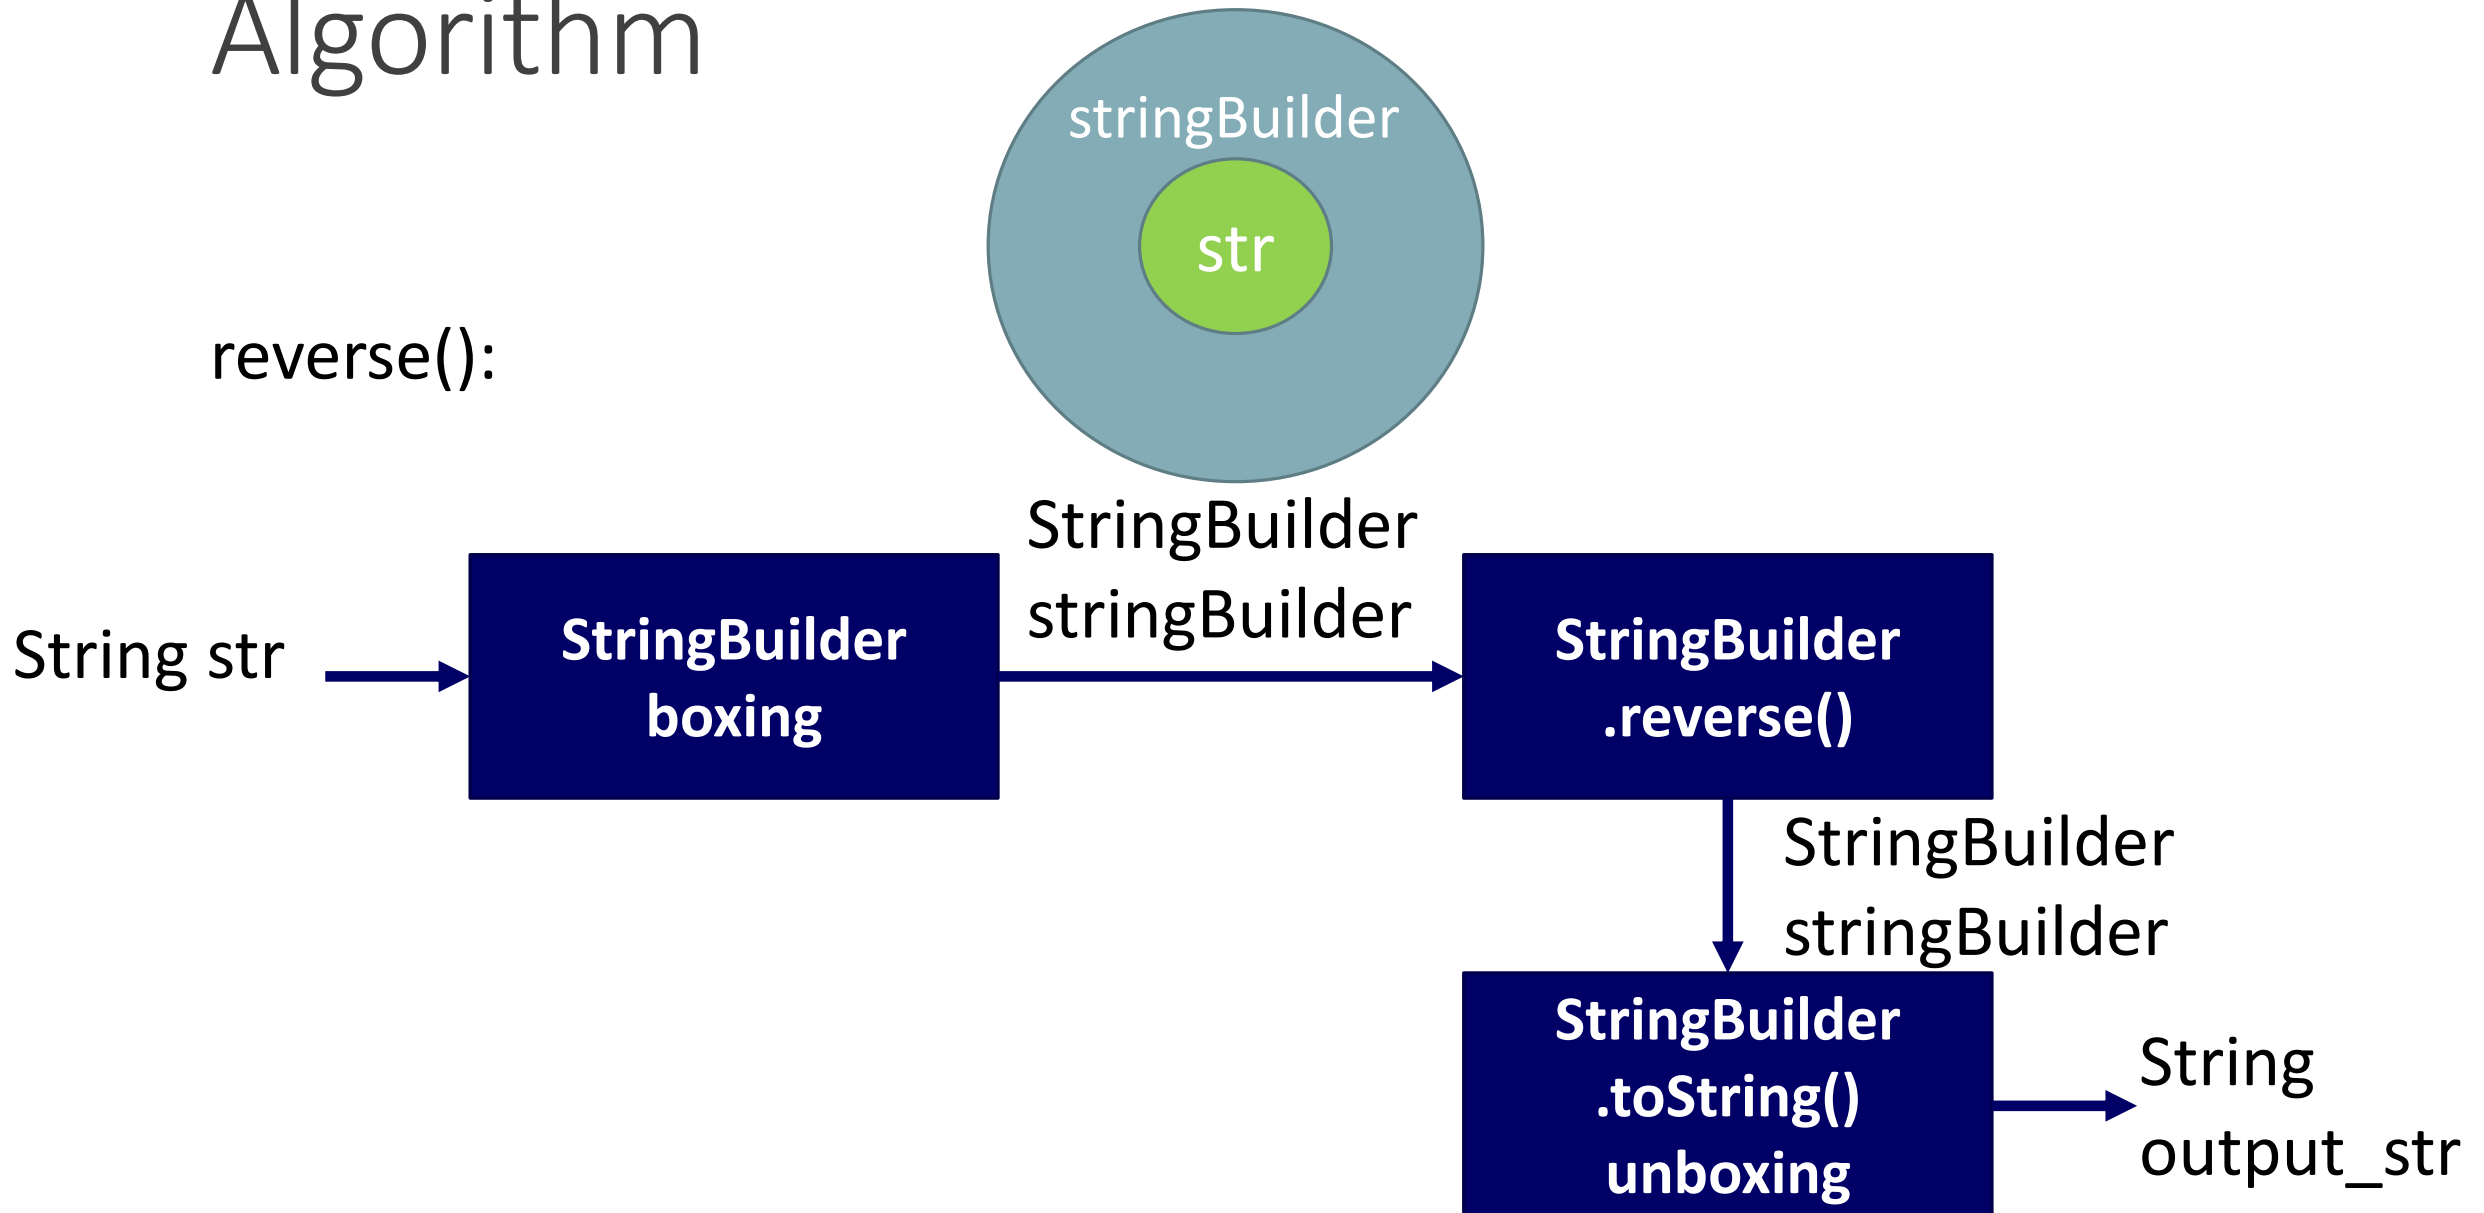 Algorithm
stringBuilder
str
reverse():
String str
StringBuilder
boxing
StringBuilder
stringBuilder
StringBuilder
.reverse()
StringBuilder
stringBuilder
StringBuilder
.toString()
unboxing
String
output_str